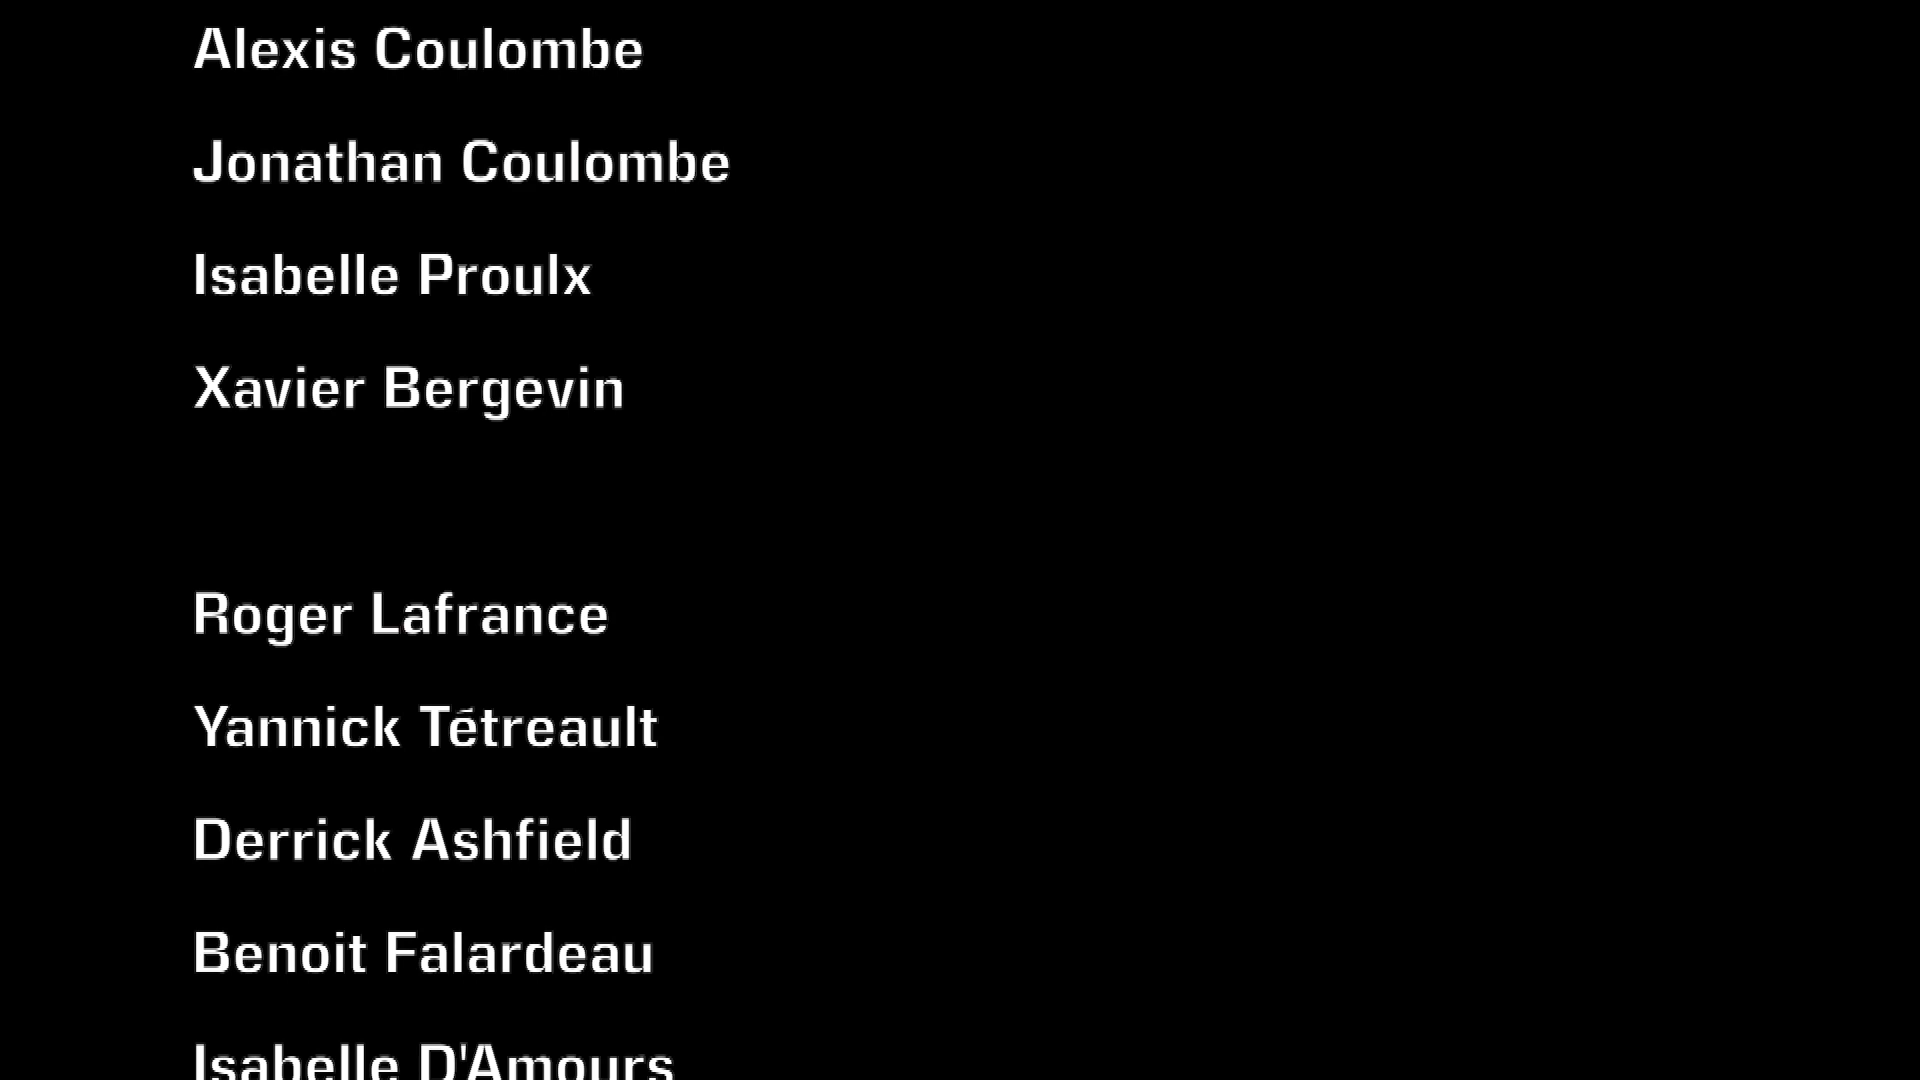 Alexis Coulombe
Jonathan Coulombe
Isabelle Proulx
Xavier Bergevin
Roger Lafrance
Yannick Tétreault
Derrick Ashfield
Benoit Falardeau
Isabelle D'Amours